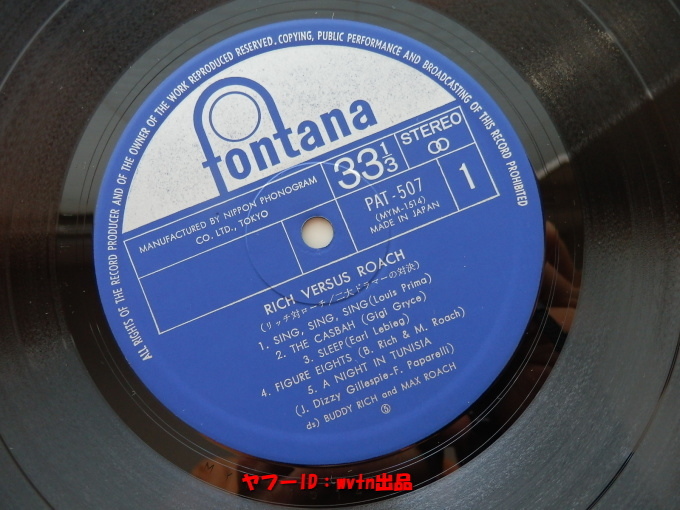 ALL RIGHTS OF THE RECORD PRODUCER AND OF THE OWNER OF THE WORK REPRODUCED RESERVED, COPYING, PUBLIC PERFORMANCE AND BROADCASTING OF THIS RECORD PROHIBITED
fontana
MANUFACTURED BY NIPPON PHONOGRAM
CO. LTD., TOKYO
33 1/3
STEREO
PAT-507
(MYM-1514)
MADE IN JAPAN
1
RICH VERSUS ROACH
(リッチ対ローチ/二大ドラマーの対決)
1. SING, SING, SING(Louis Prima)
2. THE CASBAH (Gigi Gryce)
3. SLEEP(Earl Lebieg)
4. FIGURE EIGHTS (B. Rich & M. Roach)
5. A NIGHT IN TUNISIA
(J. Dizzy Gillespie-F. Paparelli)
ds) BUDDY RICH and MAX ROACH
Ⓢ
ヤフーID:mvtn出品